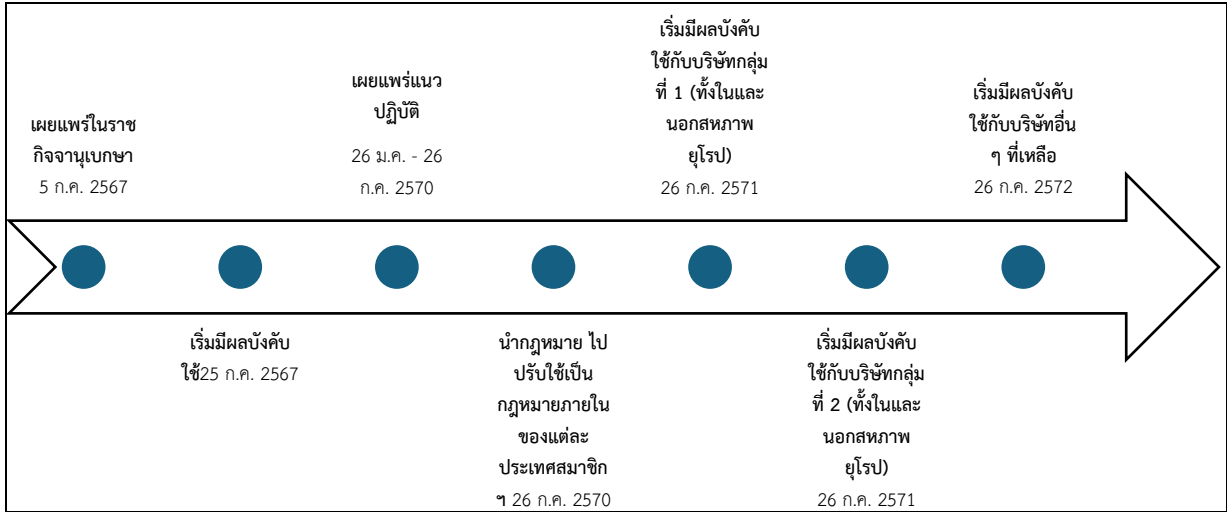 เผยแพร่ในราช
กิจจานุเบกษา
5 ก.ค. 2567
เริ่มมีผลบังคับ
ใช้25 ก.ค. 2567
เผยแพร่แนว
ปฏิบัติ
26 ม.ค. - 26
ก.ค. 2570
นำกฎหมาย ไป
ปรับใช้เป็น
กฎหมายภายใน
ของแต่ละ
ประเทศสมาชิก
ฯ 26 ก.ค. 2570
เริ่มมีผลบังคับ
ใช้กับบริษัทกลุ่ม
ที่ 1 (ทั้งในและ
นอกสหภาพ
ยุโรป)
26 ก.ค. 2571
เริ่มมีผลบังคับ
ใช้กับบริษัทกลุ่ม
ที่ 2 (ทั้งในและ
นอกสหภาพ
ยุโรป)
26 ก.ค. 2571
เริ่มมีผลบังคับ
ใช้กับบริษัทอื่น
ๆ ที่เหลือ
26 ก.ค. 2572